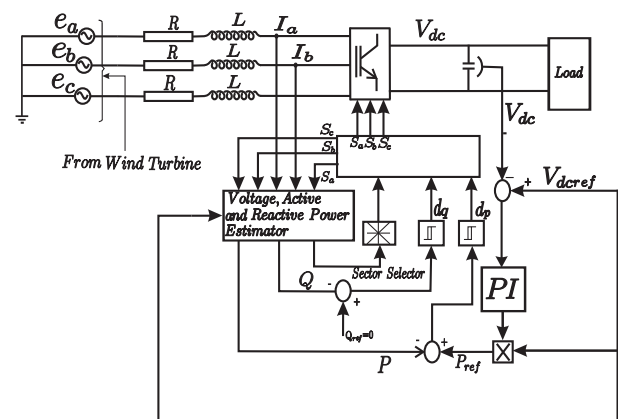 e_a R L I_a V_dc
e_b R L I_b
e_c R L
Load
From Wind Turbine
V_dc
-
S_c
S_b
S_a
S_a S_b S_c
− + V_dcref
Voltage, Active
and Reactive Power
Estimator
d_q d_p
Sector Selector
Q - +
Q_ref=0
PI
P - + P_ref X